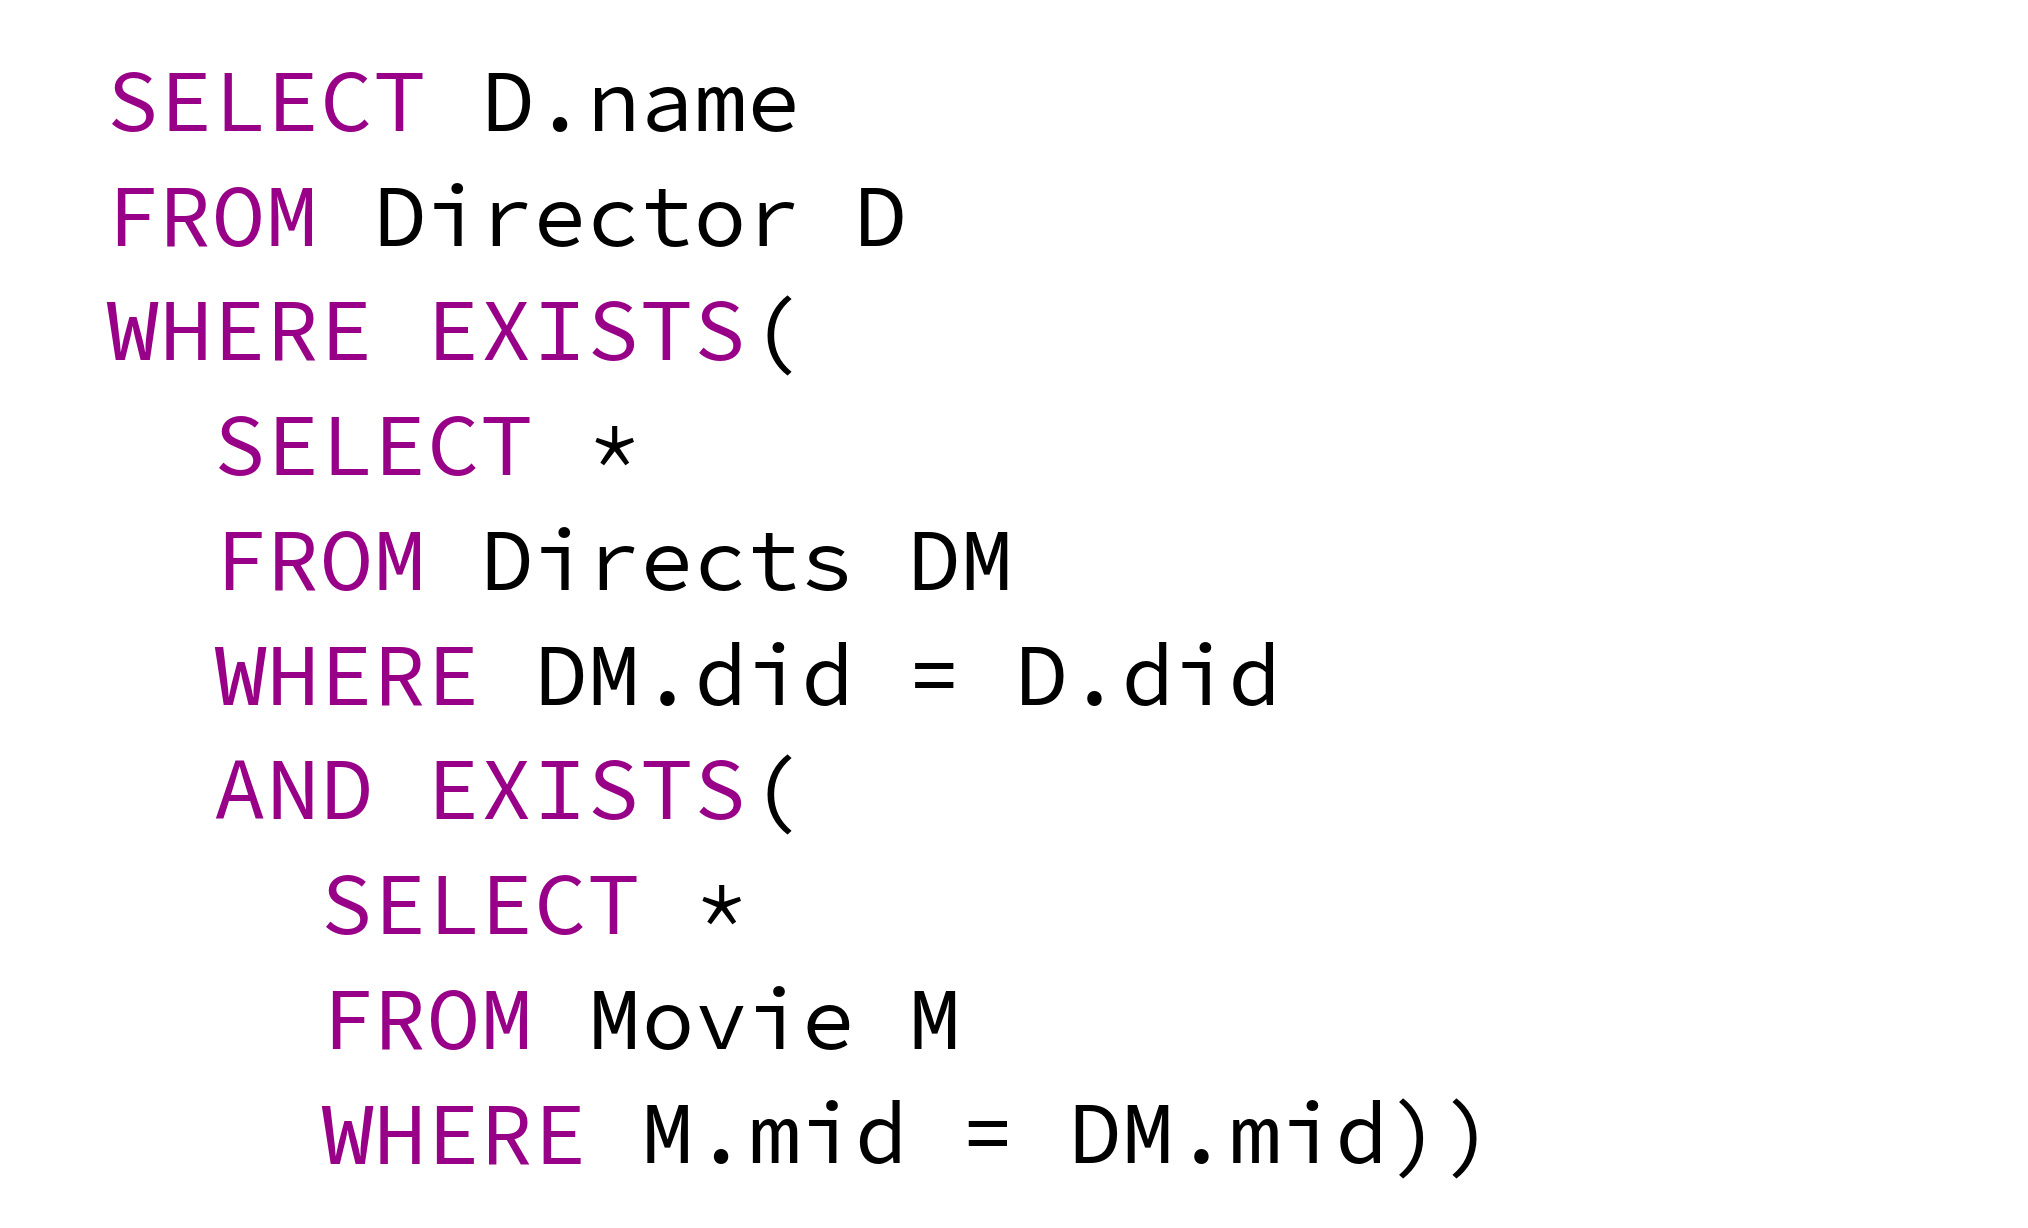 SELECT D.name
FROM Director D
WHERE EXISTS(
SELECT *
FROM Directs DM
WHERE DM.did = D.did
AND EXISTS(
SELECT *
FROM Movie M
WHERE M.mid = DM.mid))